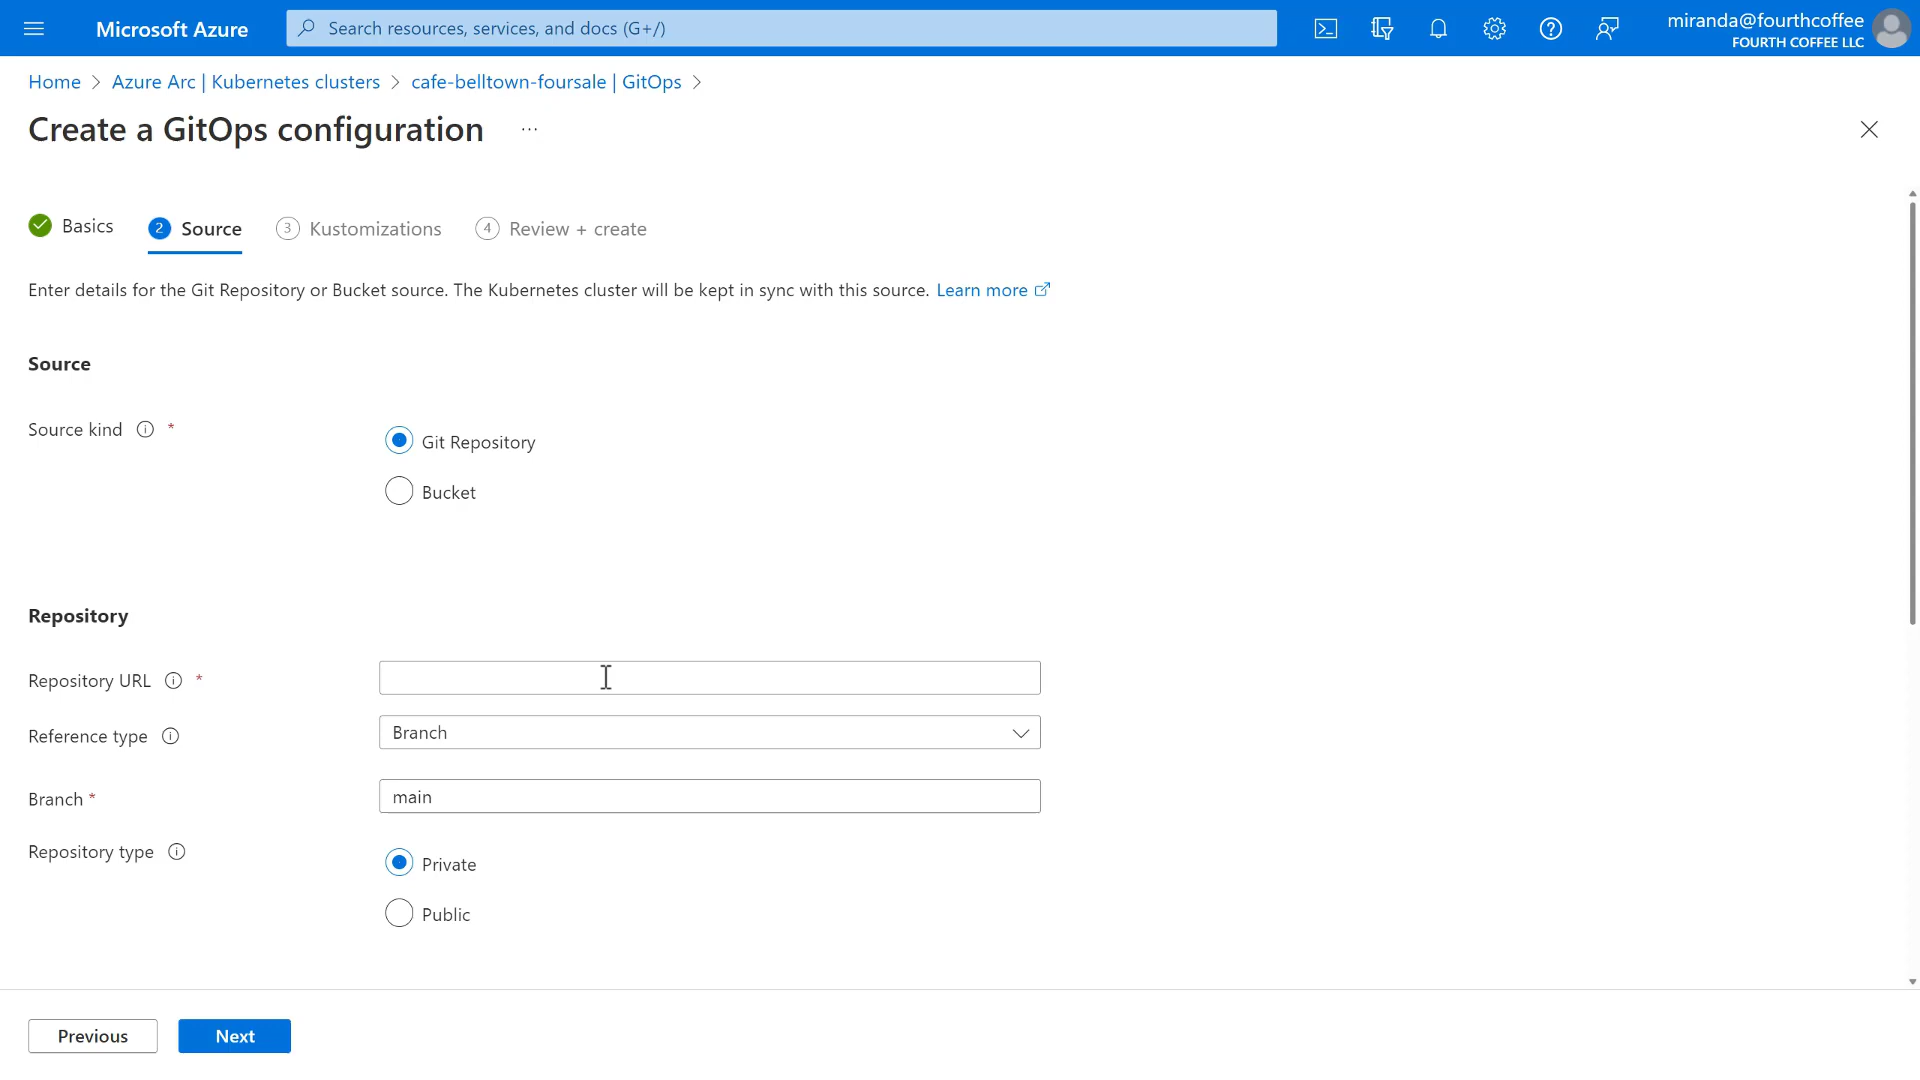 Microsoft Azure
Search resources, services, and docs (G+/)
miranda@fourthcoffee
FOURTH COFFEE LLC
Home > Azure Arc | Kubernetes clusters > cafe-belltown-foursale | GitOps >
Create a GitOps configuration ...
Basics
2 Source
3 Kustomizations
4 Review + create
Enter details for the Git Repository or Bucket source. The Kubernetes cluster will be kept in sync with this source. Learn more
Source
Source kind *
Git Repository
Bucket
Repository
Repository URL *
Reference type
Branch
Branch *
main
Repository type
Private
Public
Previous
Next